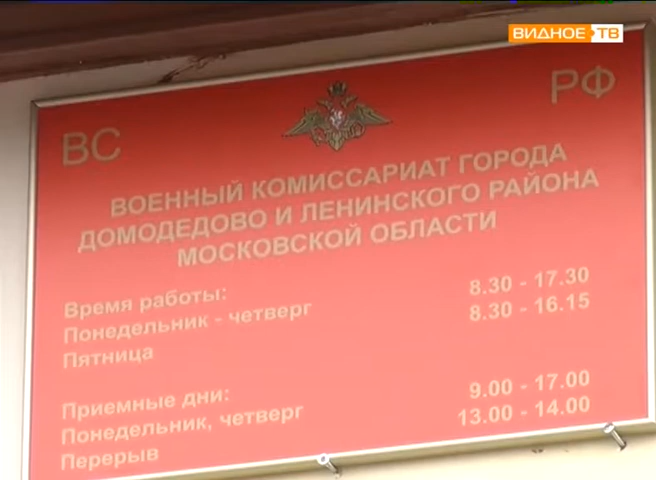 ВИДНОЕ ТВ
ВС
РФ
ВОЕННЫЙ КОМИССАРИАТ ГОРОДА
ДОМОДЕДОВО И ЛЕНИНСКОГО РАЙОНА
МОСКОВСКОЙ ОБЛАСТИ
Время работы:
Понедельник - четверг 8.30 - 17.30
Пятница 8.30 - 16.15
Приемные дни:
Понедельник, четверг 9.00 - 17.00
Перерыв 13.00 - 14.00